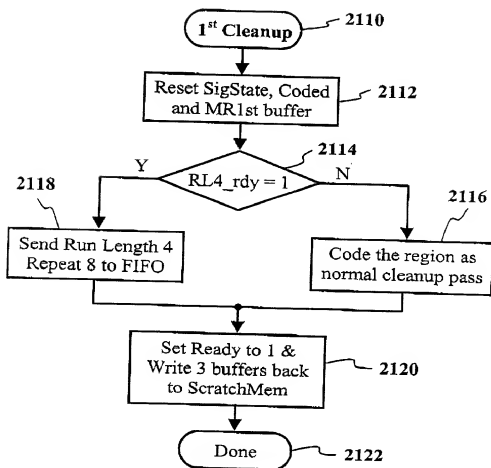 1st Cleanup
2110
Reset SigState, Coded
and MR1st buffer
2112
2114
Y
RL4_rdy = 1
N
2118
2116
Send Run Length 4
Repeat 8 to FIFO
Code the region as
normal cleanup pass
Set Ready to 1 &
Write 3 buffers back
to ScratchMem
2120
Done
2122